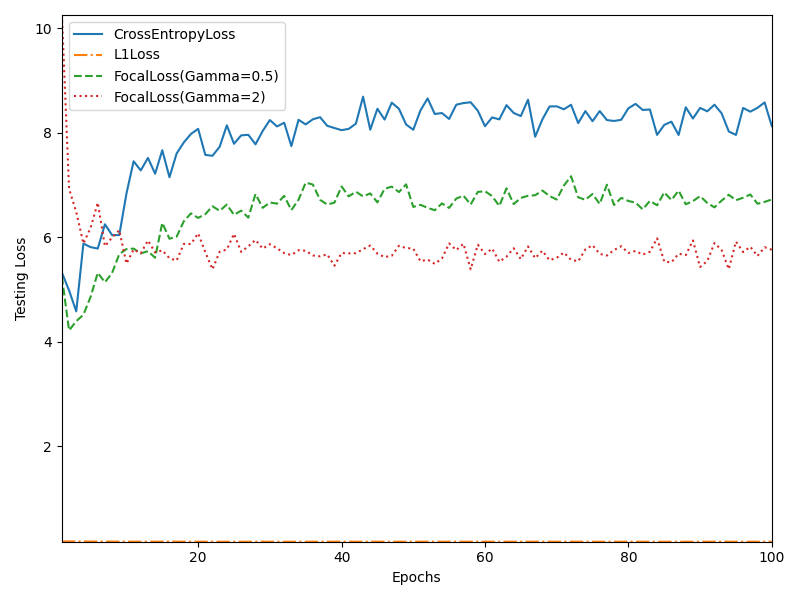 CrossEntropyLoss
L1Loss
FocalLoss(Gamma=0.5)
FocalLoss(Gamma=2)
Testing Loss
10
8
6
4
2
20
40
60
80
100
Epochs